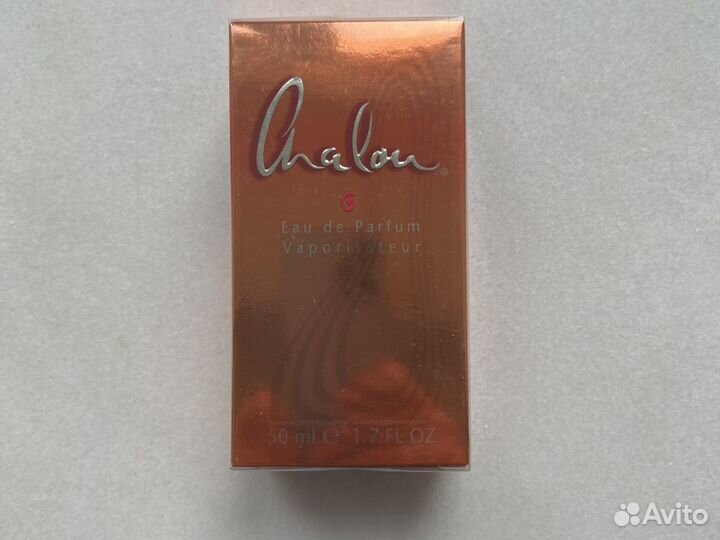 Chalou®
Eau de Parfum
Vaporisateur
50 ml ℮ 1.7 FL OZ
Avito